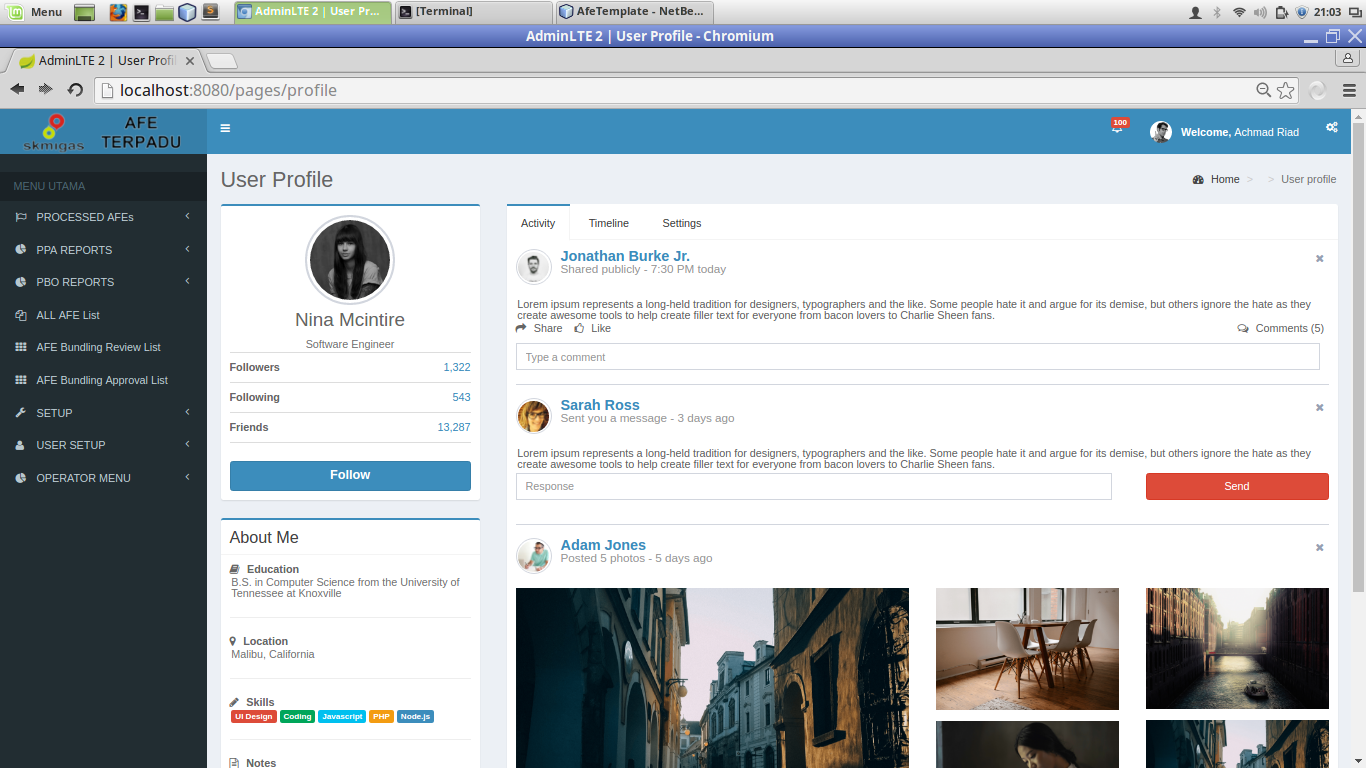 Menu
AdminLTE 2 | User Pr...
[Terminal]
AfeTemplate - NetBe...
21:03
AdminLTE 2 | User Profile - Chromium
AdminLTE 2 | User Profil
localhost:8080/pages/profile
skmigas
AFE
TERPADU
100
Welcome, Achmad Riad
MENU UTAMA
PROCESSED AFEs
PPA REPORTS
PBO REPORTS
ALL AFE List
AFE Bundling Review List
AFE Bundling Approval List
SETUP
USER SETUP
OPERATOR MENU
User Profile
Home > > User profile
Nina Mcintire
Software Engineer
Followers 1,322
Following 543
Friends 13,287
Follow
About Me
Education
B.S. in Computer Science from the University of
Tennessee at Knoxville
Location
Malibu, California
Skills
UI Design Coding Javascript PHP Node.js
Notes
Activity Timeline Settings
Jonathan Burke Jr.
Shared publicly - 7:30 PM today
Lorem ipsum represents a long-held tradition for designers, typographers and the like. Some people hate it and argue for its demise, but others ignore the hate as they
create awesome tools to help create filler text for everyone from bacon lovers to Charlie Sheen fans.
Share Like Comments (5)
Type a comment
Sarah Ross
Sent you a message - 3 days ago
Lorem ipsum represents a long-held tradition for designers, typographers and the like. Some people hate it and argue for its demise, but others ignore the hate as they
create awesome tools to help create filler text for everyone from bacon lovers to Charlie Sheen fans.
Response Send
Adam Jones
Posted 5 photos - 5 days ago